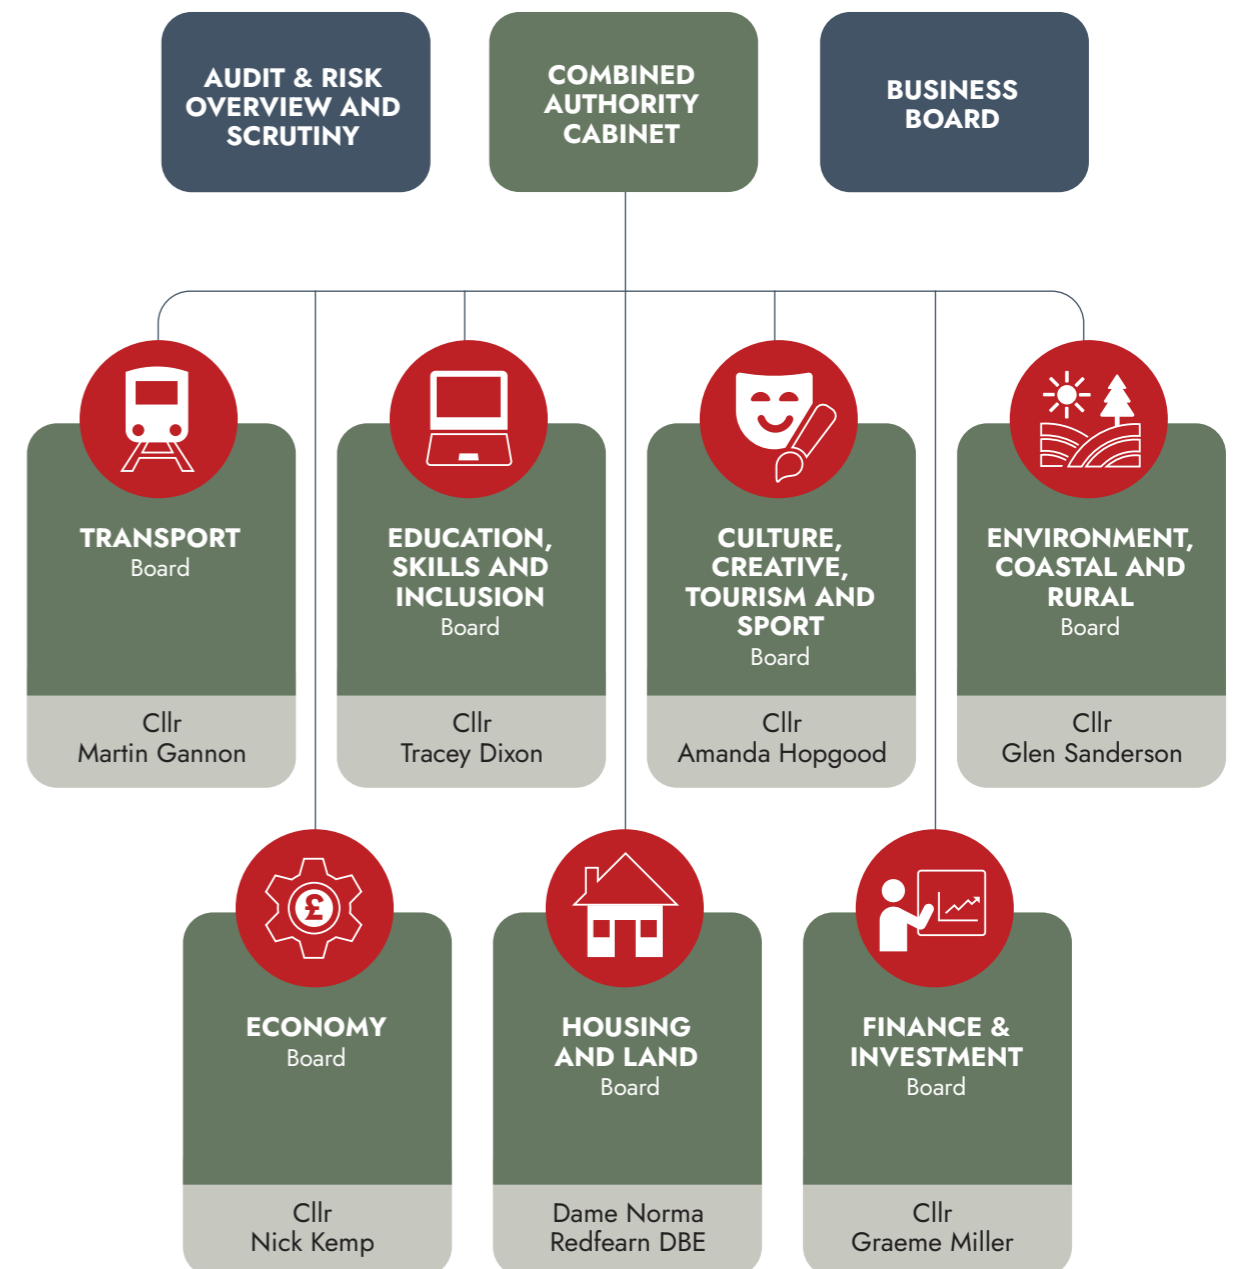 AUDIT & RISK
OVERVIEW AND
SCRUTINY
COMBINED
AUTHORITY
CABINET
BUSINESS
BOARD
TRANSPORT
Board
Cllr
Martin Gannon
EDUCATION,
SKILLS AND
INCLUSION
Board
Cllr
Tracey Dixon
CULTURE,
CREATIVE,
TOURISM AND
SPORT
Board
Cllr
Amanda Hopgood
ENVIRONMENT,
COASTAL AND
RURAL
Board
Cllr
Glen Sanderson
£
ECONOMY
Board
Cllr
Nick Kemp
HOUSING
AND LAND
Board
Dame Norma
Redfearn DBE
FINANCE &
INVESTMENT
Board
Cllr
Graeme Miller